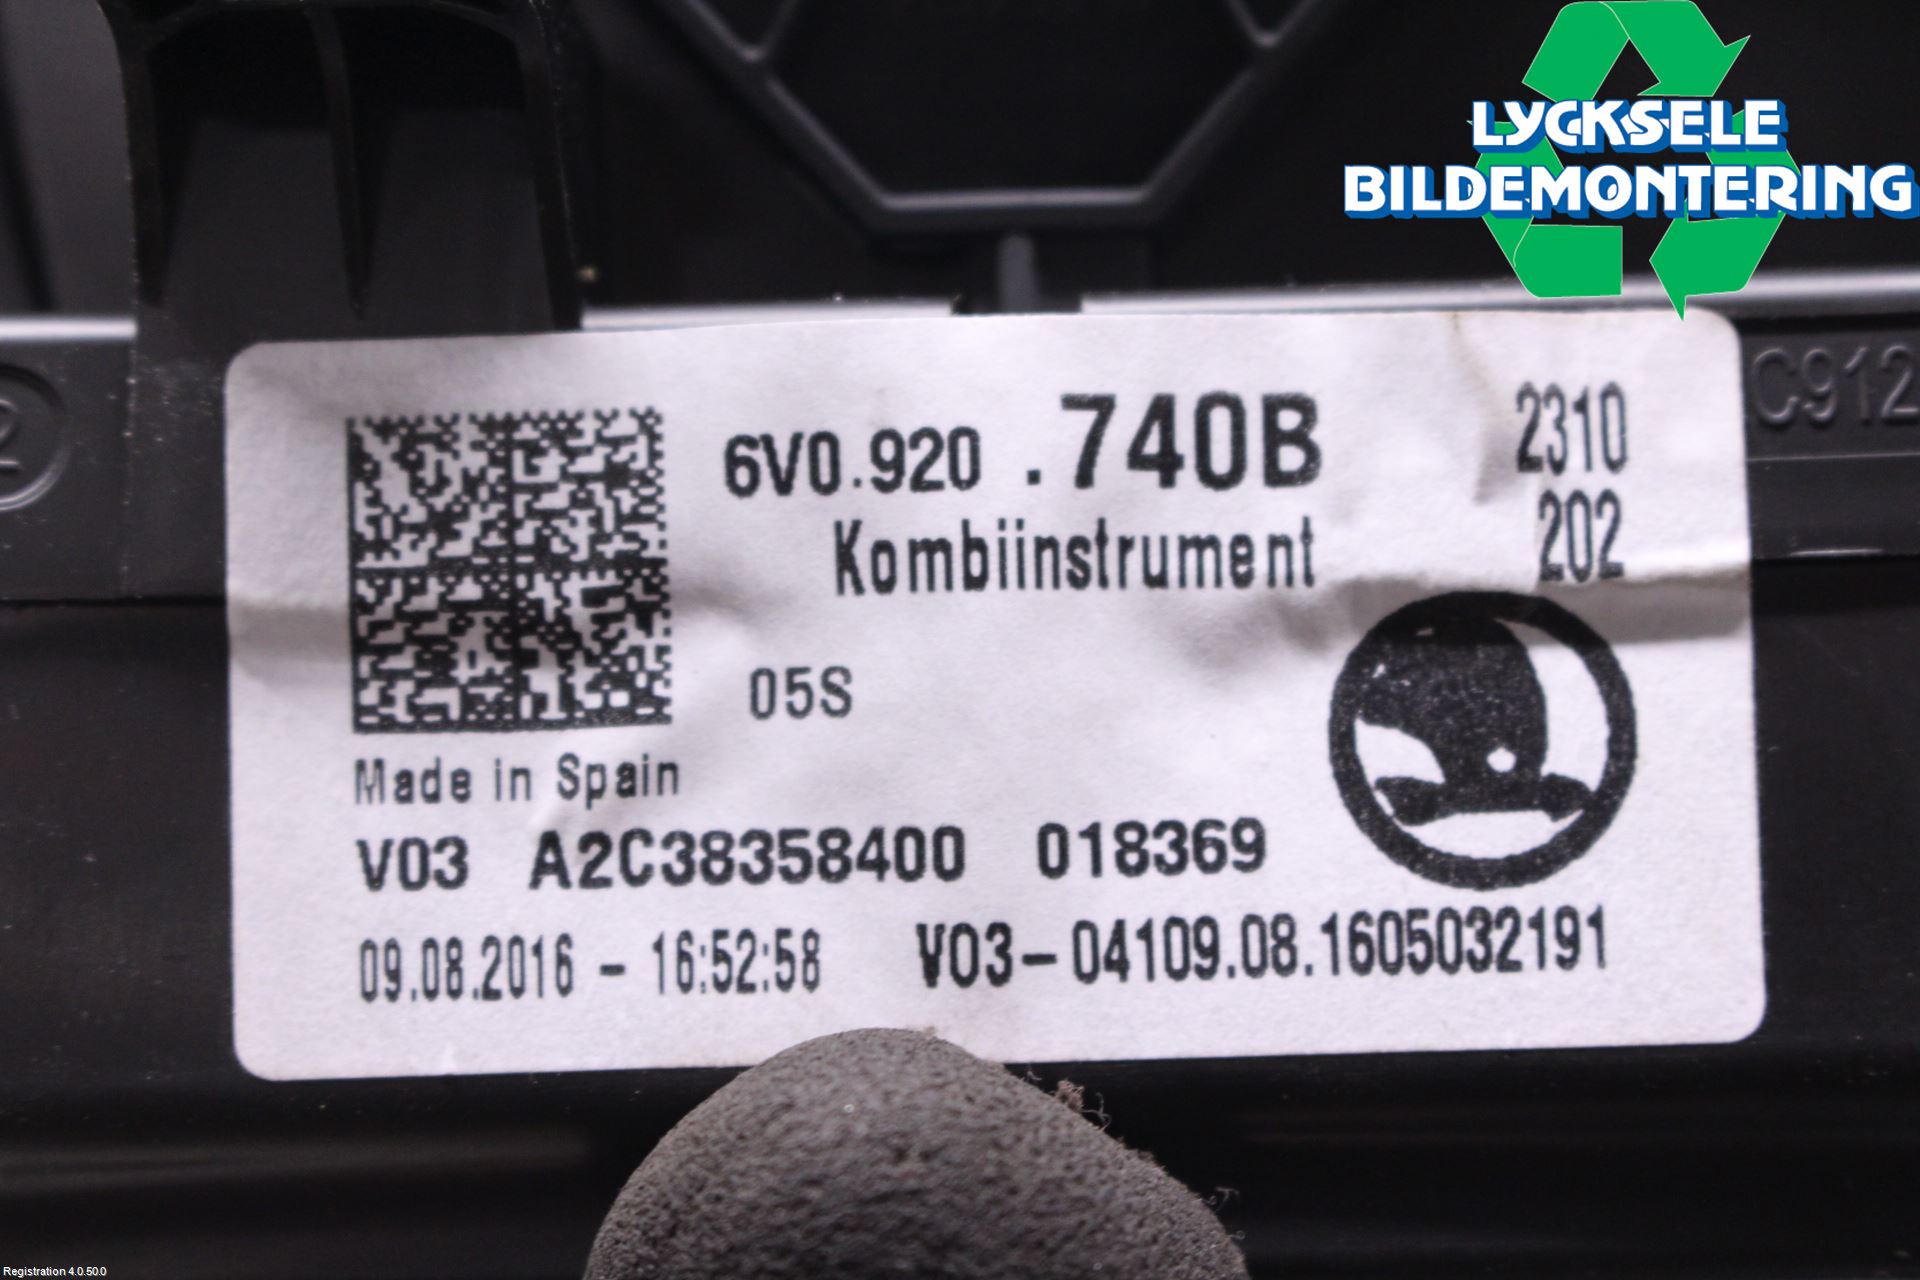 LYCKSELE
BILDEMONTERING
2
C912
6V0.920 .740B 2310
Kombiinstrument 202
05S
Made in Spain
V03 A2C38358400 018369
09.08.2016 - 16:52:58 V03-04109.08.1605032191
Registration 4.0.50.0